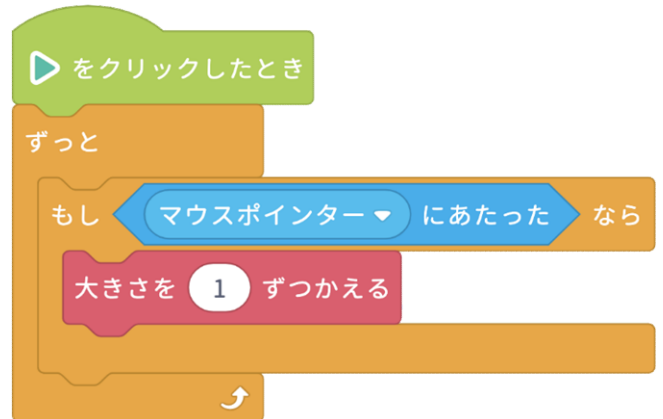 をクリックしたとき
ずっと
もし マウスポインター にあたった なら
大きさを 1 ずつかえる